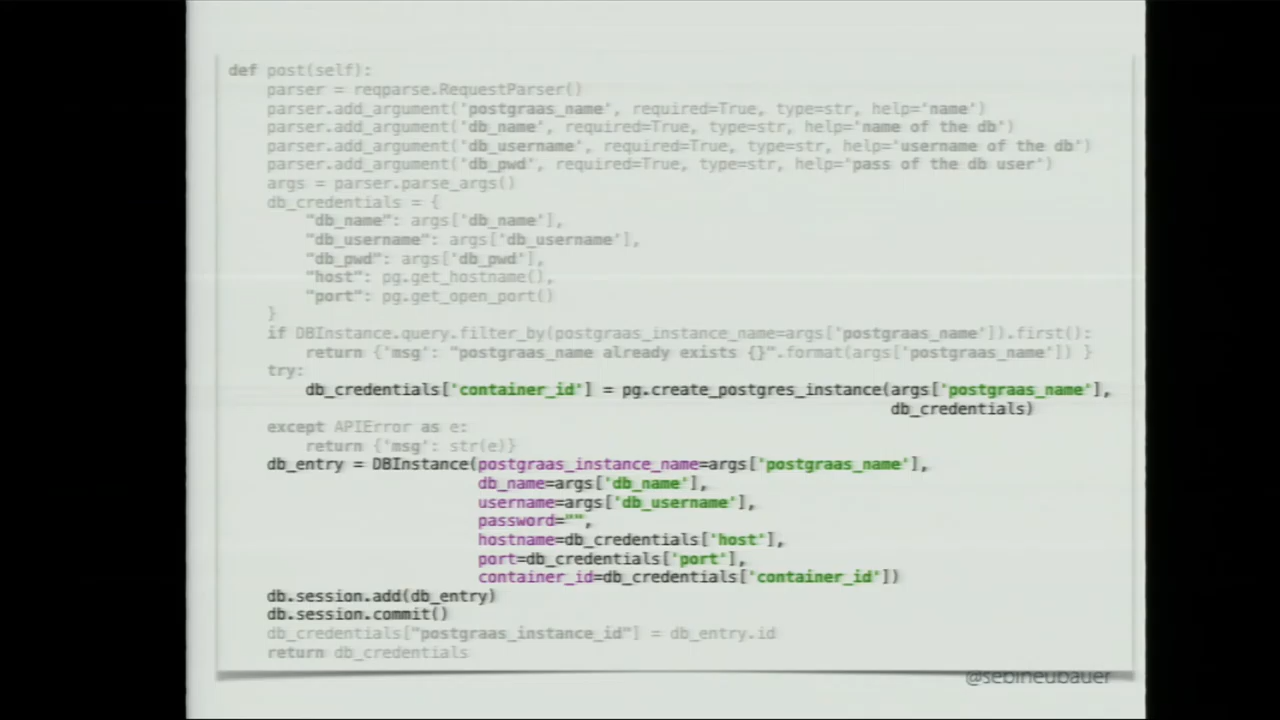 def post(self):
    parser = reqparse.RequestParser()
    parser.add_argument('postgraas_name', required=True, type=str, help='name')
    parser.add_argument('db_name', required=True, type=str, help='name of the db')
    parser.add_argument('db_username', required=True, type=str, help='username of the db')
    parser.add_argument('db_pwd', required=True, type=str, help='pass of the db user')
    args = parser.parse_args()
    db_credentials = {
        "db_name": args['db_name'],
        "db_username": args['db_username'],
        "db_pwd": args['db_pwd'],
        "host": pg.get_hostname(),
        "port": pg.get_open_port()
    }
    if DBInstance.query.filter_by(postgraas_instance_name=args['postgraas_name']).first():
        return {'msg': "postgraas_name already exists {}".format(args['postgraas_name']) }
    try:
        db_credentials['container_id'] = pg.create_postgres_instance(args['postgraas_name'],
                                                                     db_credentials)
    except APIError as e:
        return {'msg': str(e)}
    db_entry = DBInstance(postgraas_instance_name=args['postgraas_name'],
                          db_name=args['db_name'],
                          username=args['db_username'],
                          password="",
                          hostname=db_credentials['host'],
                          port=db_credentials['port'],
                          container_id=db_credentials['container_id'])
    db.session.add(db_entry)
    db.session.commit()
    db_credentials["postgraas_instance_id"] = db_entry.id
    return db_credentials
@sebineubauer